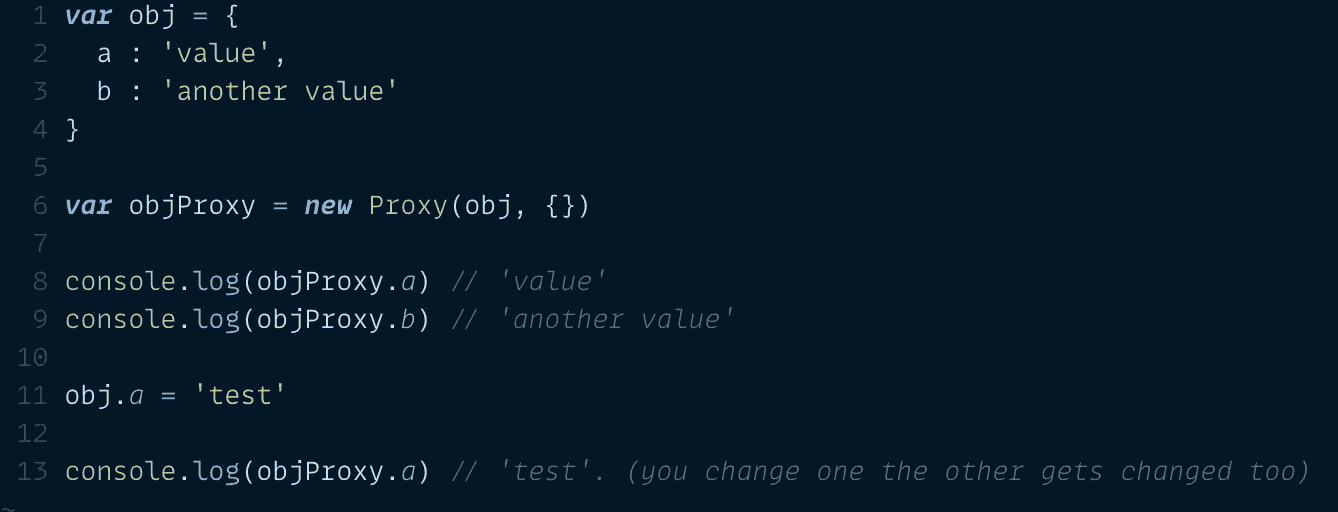 1 var obj = {
2   a : 'value',
3   b : 'another value'
4 }
5
6 var objProxy = new Proxy(obj, {})
7
8 console.log(objProxy.a) // 'value'
9 console.log(objProxy.b) // 'another value'
10
11 obj.a = 'test'
12
13 console.log(objProxy.a) // 'test'. (you change one the other gets changed too)
~